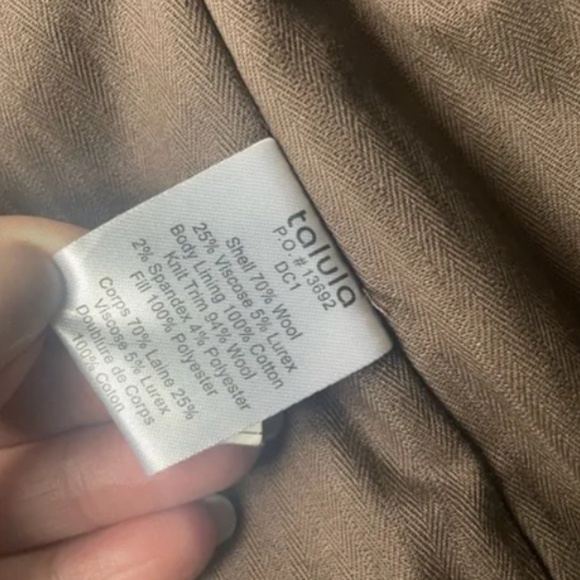 talula
P.O. # 13692
DC1
Shell 70% Wool
25% Viscose 5% Lurex
Body Lining 100% Cotton
Knit Trim 94% Wool
2% Spandex 4% Polyester
Fill 100% Polyester
Corps 70% Laine 25%
Viscose 5% Lurex
Doublure de Corps
100% Coton